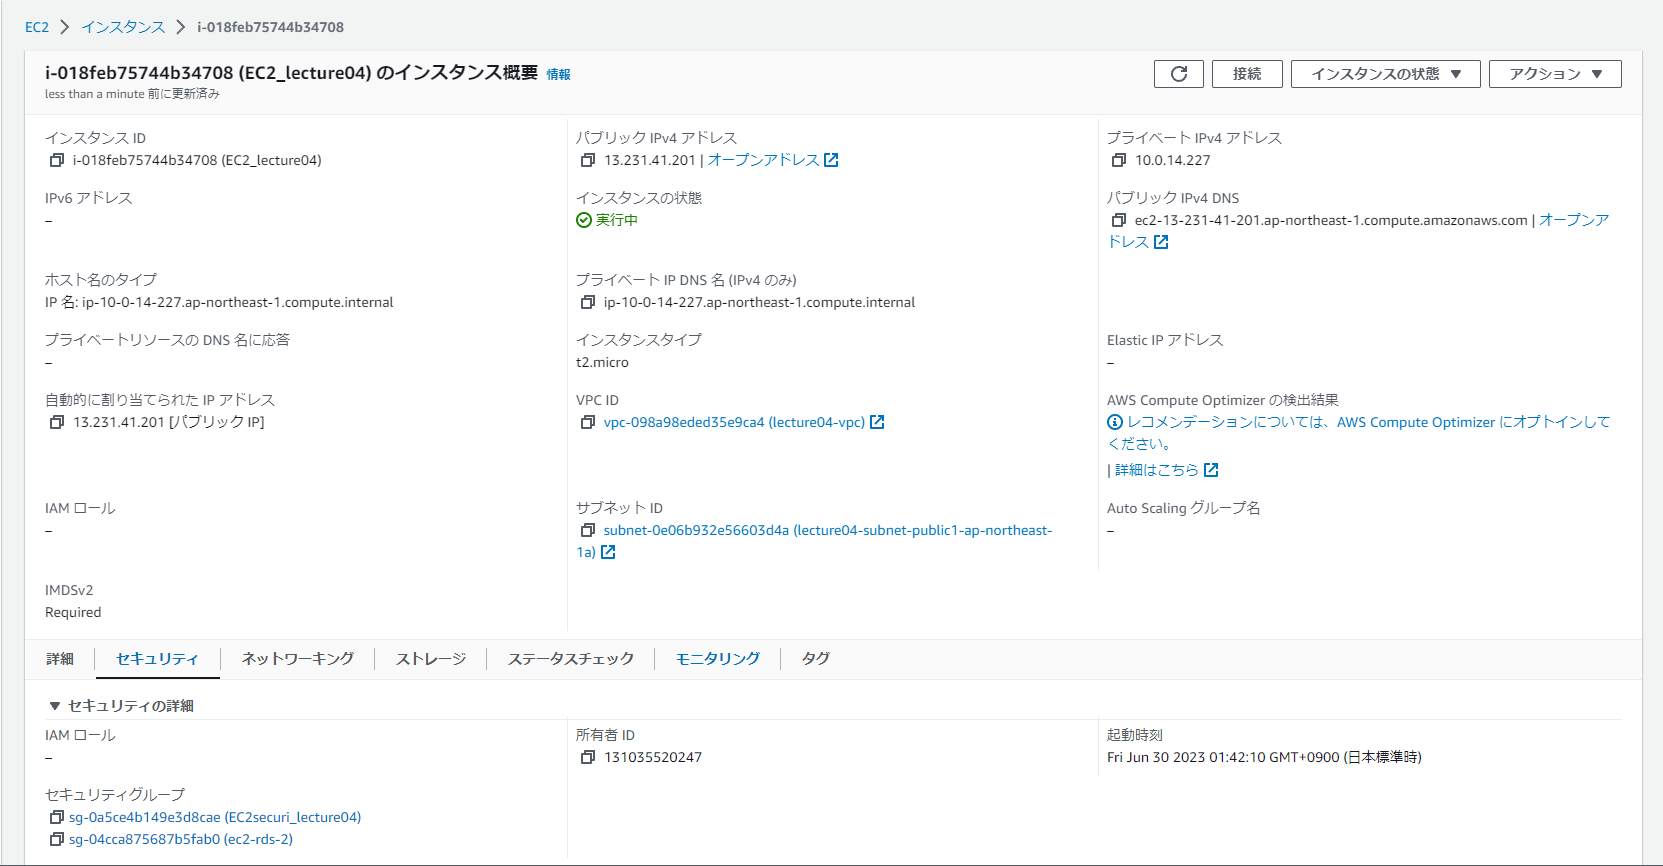 EC2 > インスタンス > i-018feb75744b34708
i-018feb75744b34708 (EC2_lecture04) のインスタンス概要 情報
less than a minute 前に更新済み
接続
インスタンスの状態 ▼
アクション ▼
インスタンス ID
i-018feb75744b34708 (EC2_lecture04)
パブリック IPv4 アドレス
13.231.41.201 | オープンアドレス
プライベート IPv4 アドレス
10.0.14.227
IPv6 アドレス
–
インスタンスの状態
実行中
パブリック IPv4 DNS
ec2-13-231-41-201.ap-northeast-1.compute.amazonaws.com | オープンア
ドレス
ホスト名のタイプ
IP 名: ip-10-0-14-227.ap-northeast-1.compute.internal
プライベート IP DNS 名 (IPv4 のみ)
ip-10-0-14-227.ap-northeast-1.compute.internal
プライベートリソースの DNS 名に応答
–
インスタンスタイプ
t2.micro
Elastic IP アドレス
–
自動的に割り当てられた IP アドレス
13.231.41.201 [パブリック IP]
VPC ID
vpc-098a98eded35e9ca4 (lecture04-vpc)
AWS Compute Optimizer の検出結果
レコメンデーションについては、AWS Compute Optimizer にオプトインして
ください。
| 詳細はこちら
IAM ロール
–
サブネット ID
subnet-0e06b932e56603d4a (lecture04-subnet-public1-ap-northeast-
1a)
Auto Scaling グループ名
–
IMDSv2
Required
詳細
セキュリティ
ネットワーキング
ストレージ
ステータスチェック
モニタリング
タグ
▼ セキュリティの詳細
IAM ロール
–
所有者 ID
131035520247
起動時刻
Fri Jun 30 2023 01:42:10 GMT+0900 (日本標準時)
セキュリティグループ
sg-0a5ce4b149e3d8cae (EC2securi_lecture04)
sg-04cca875687b5fab0 (ec2-rds-2)